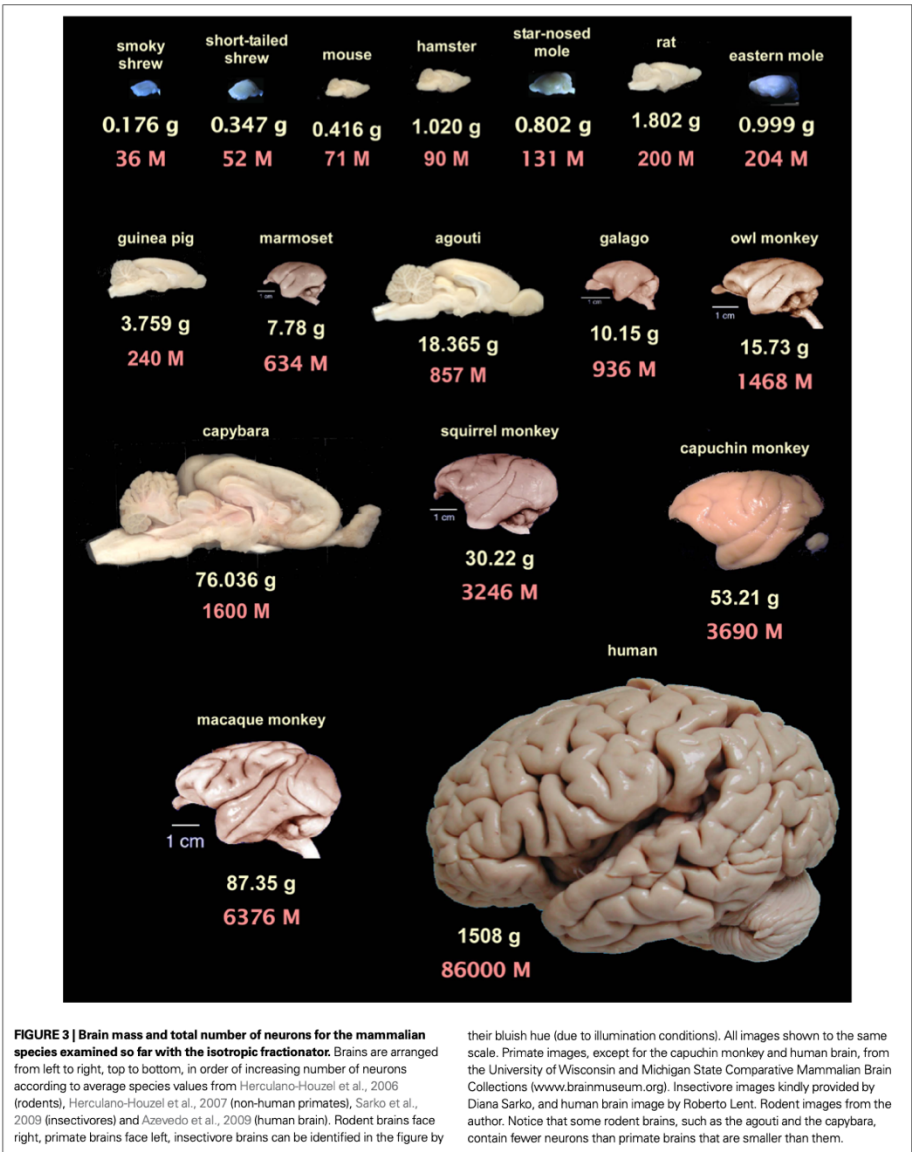 smoky
shrew
short-tailed
shrew
mouse
hamster
star-nosed
mole
rat
eastern mole
0.176 g
0.347 g
0.416 g
1.020 g
0.802 g
1.802 g
0.999 g
36 M
52 M
71 M
90 M
131 M
200 M
204 M
guinea pig
marmoset
agouti
galago
owl monkey
1 cm
1 cm
1 cm
3.759 g
7.78 g
18.365 g
10.15 g
15.73 g
240 M
634 M
857 M
936 M
1468 M
capybara
squirrel monkey
capuchin monkey
1 cm
76.036 g
30.22 g
53.21 g
1600 M
3246 M
3690 M
macaque monkey
human
1 cm
87.35 g
6376 M
1508 g
86000 M
FIGURE 3 | Brain mass and total number of neurons for the mammalian
species examined so far with the isotropic fractionator. Brains are arranged
from left to right, top to bottom, in order of increasing number of neurons
according to average species values from Herculano-Houzel et al., 2006
(rodents), Herculano-Houzel et al., 2007 (non-human primates), Sarko et al.,
2009 (insectivores) and Azevedo et al., 2009 (human brain). Rodent brains face
right, primate brains face left, insectivore brains can be identified in the figure by
their bluish hue (due to illumination conditions). All images shown to the same
scale. Primate images, except for the capuchin monkey and human brain, from
the University of Wisconsin and Michigan State Comparative Mammalian Brain
Collections (www.brainmuseum.org). Insectivore images kindly provided by
Diana Sarko, and human brain image by Roberto Lent. Rodent images from the
author. Notice that some rodent brains, such as the agouti and the capybara,
contain fewer neurons than primate brains that are smaller than them.